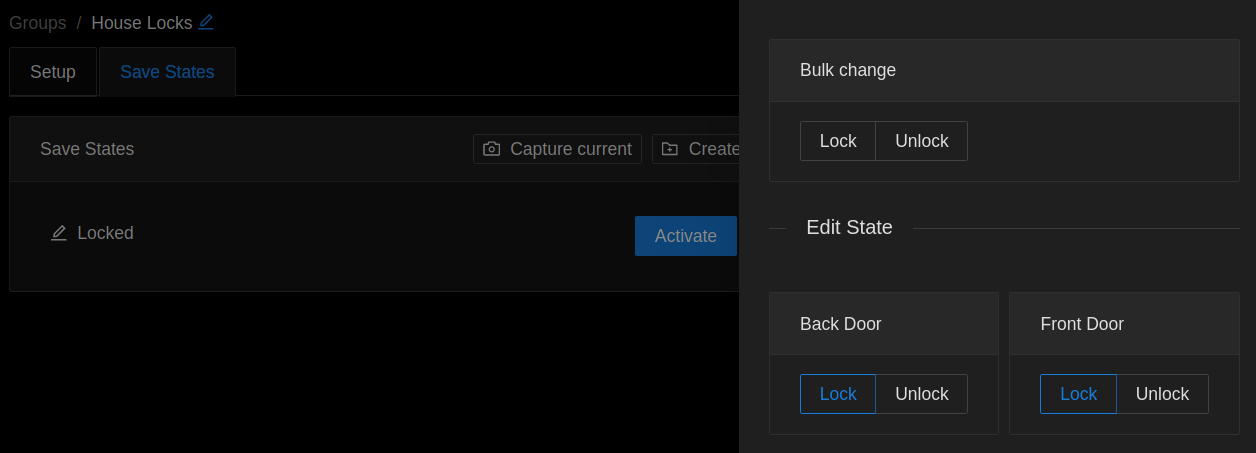 Groups / House Locks
Setup Save States
Save States Capture current Create
Locked Activate
Bulk change
Lock Unlock
Edit State
Back Door Front Door
Lock Unlock Lock Unlock